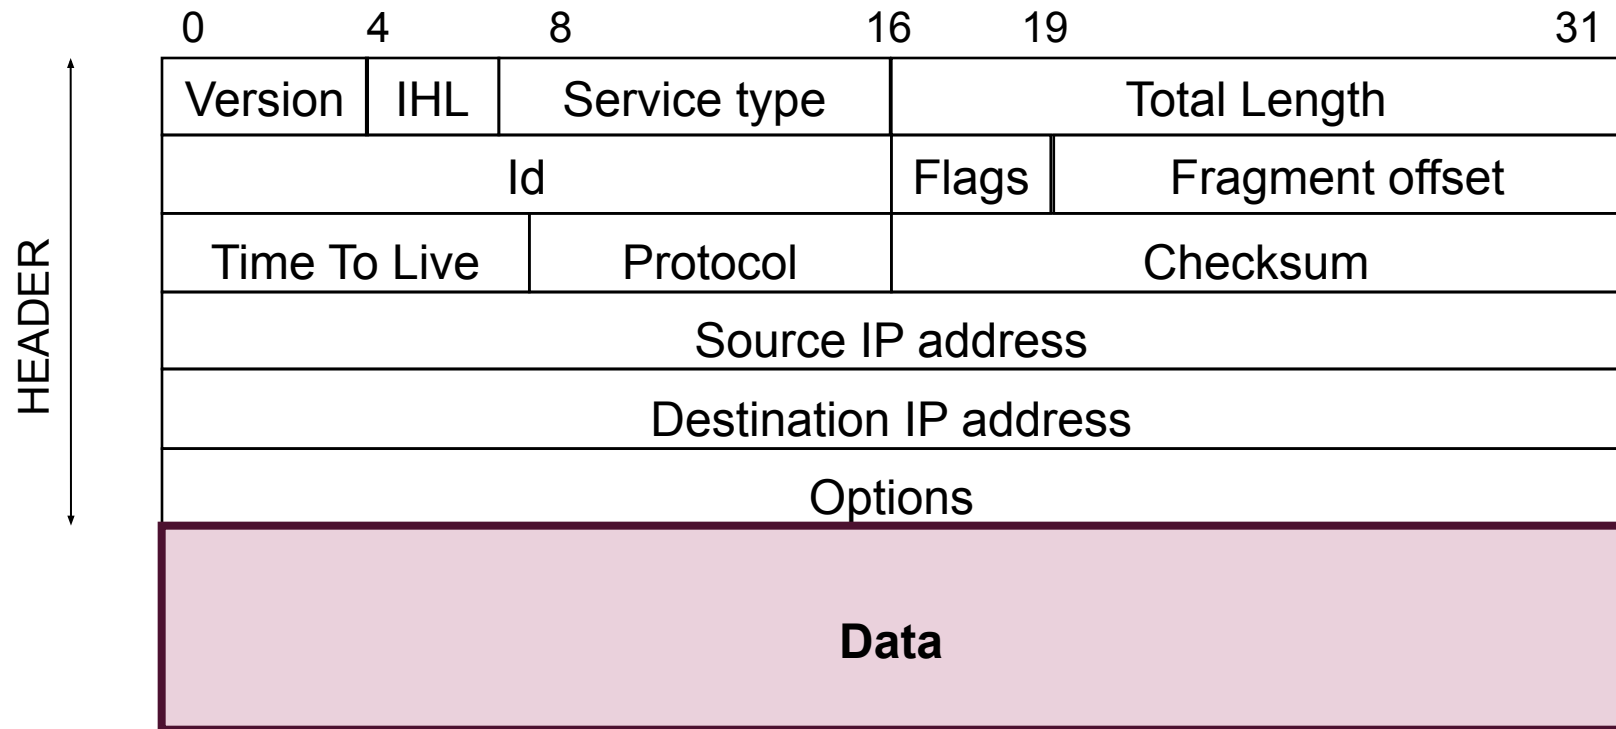 0 4 8 16 19 31
Version IHL Service type Total Length
Id Flags Fragment offset
Time To Live Protocol Checksum
HEADER
Source IP address
Destination IP address
Options
Data